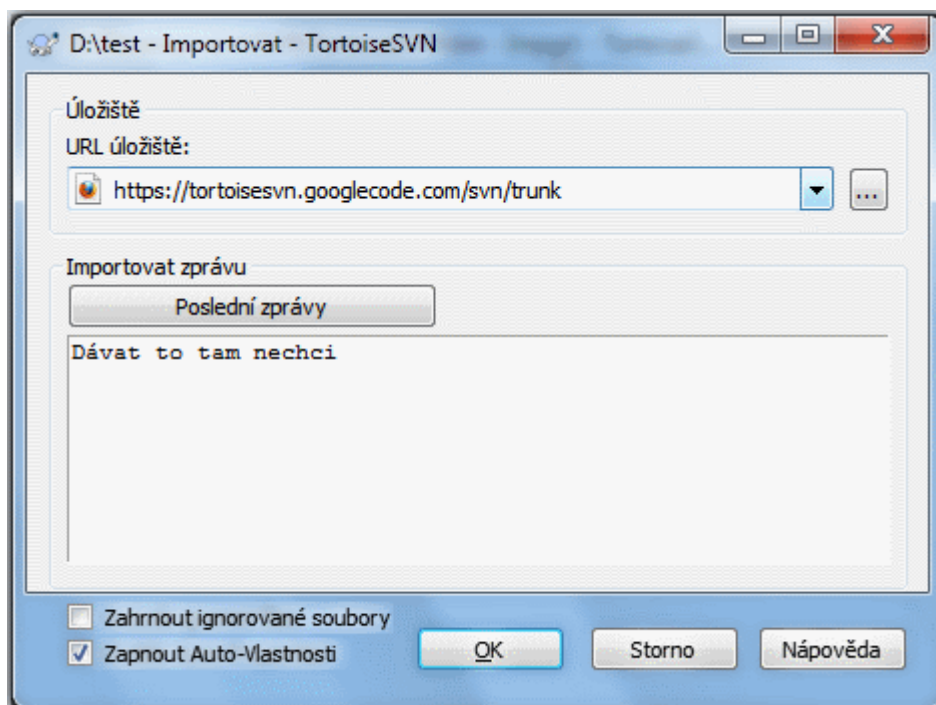 D:\test - Importovat - TortoiseSVN
Úložiště
URL úložiště:
https://tortoisesvn.googlecode.com/svn/trunk
...
Importovat zprávu
Poslední zprávy
Dávat to tam nechci
Zahrnout ignorované soubory
Zapnout Auto-Vlastnosti
OK
Storno
Nápověda